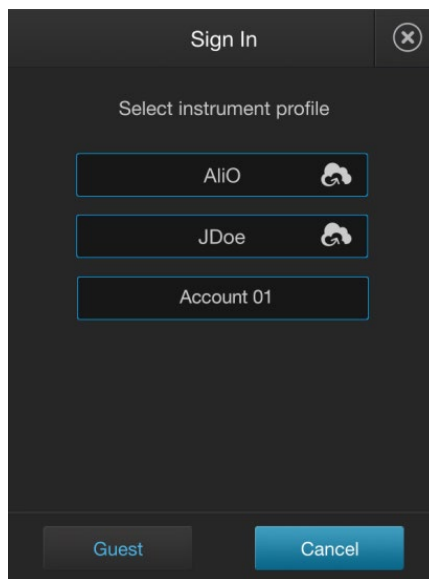 Sign In
Select instrument profile
AliO
JDoe
Account 01
Guest
Cancel